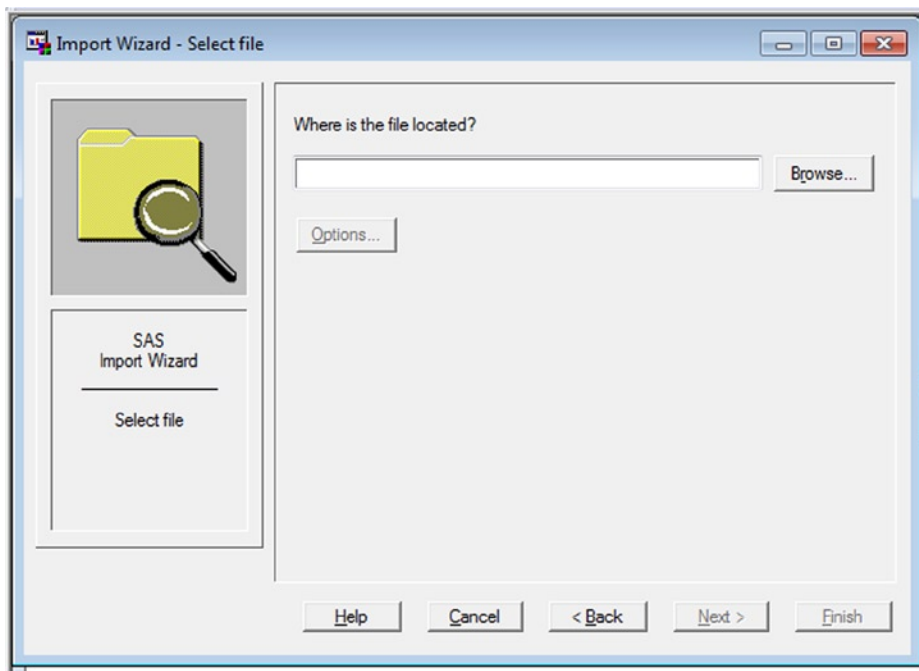 Import Wizard - Select file
Where is the file located?
Browse...
Options...
SAS
Import Wizard
Select file
Help
Cancel
< Back
Next >
Finish